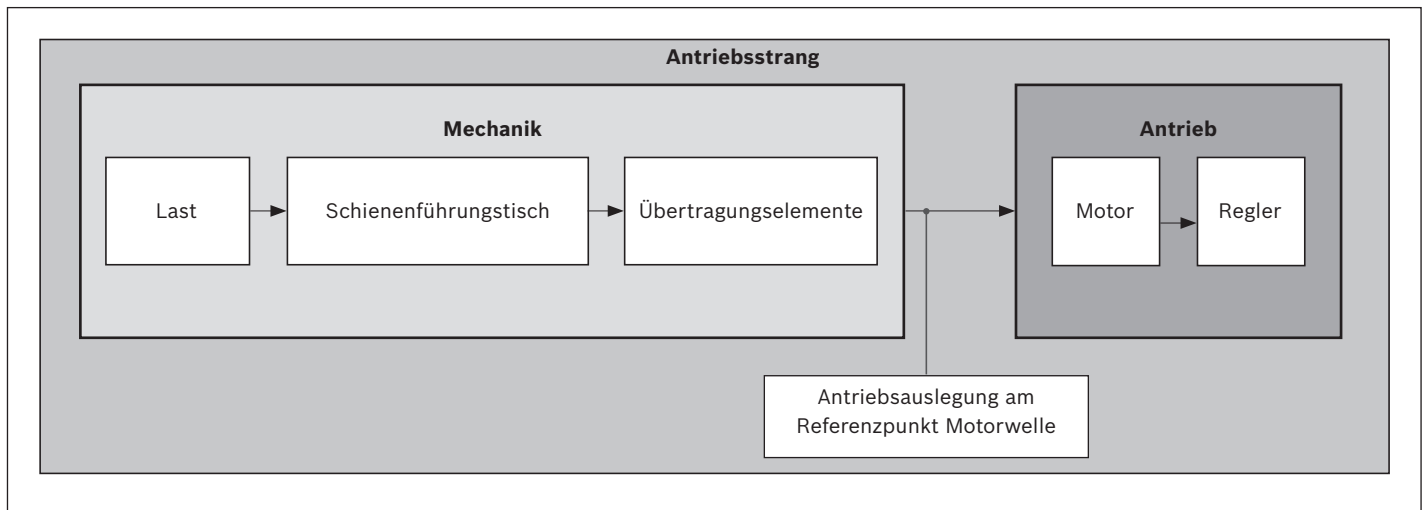 Antriebsstrang
Mechanik
Last
Schienenführungstisch
Übertragungselemente
Antrieb
Motor
Regler
Antriebsauslegung am
Referenzpunkt Motorwelle